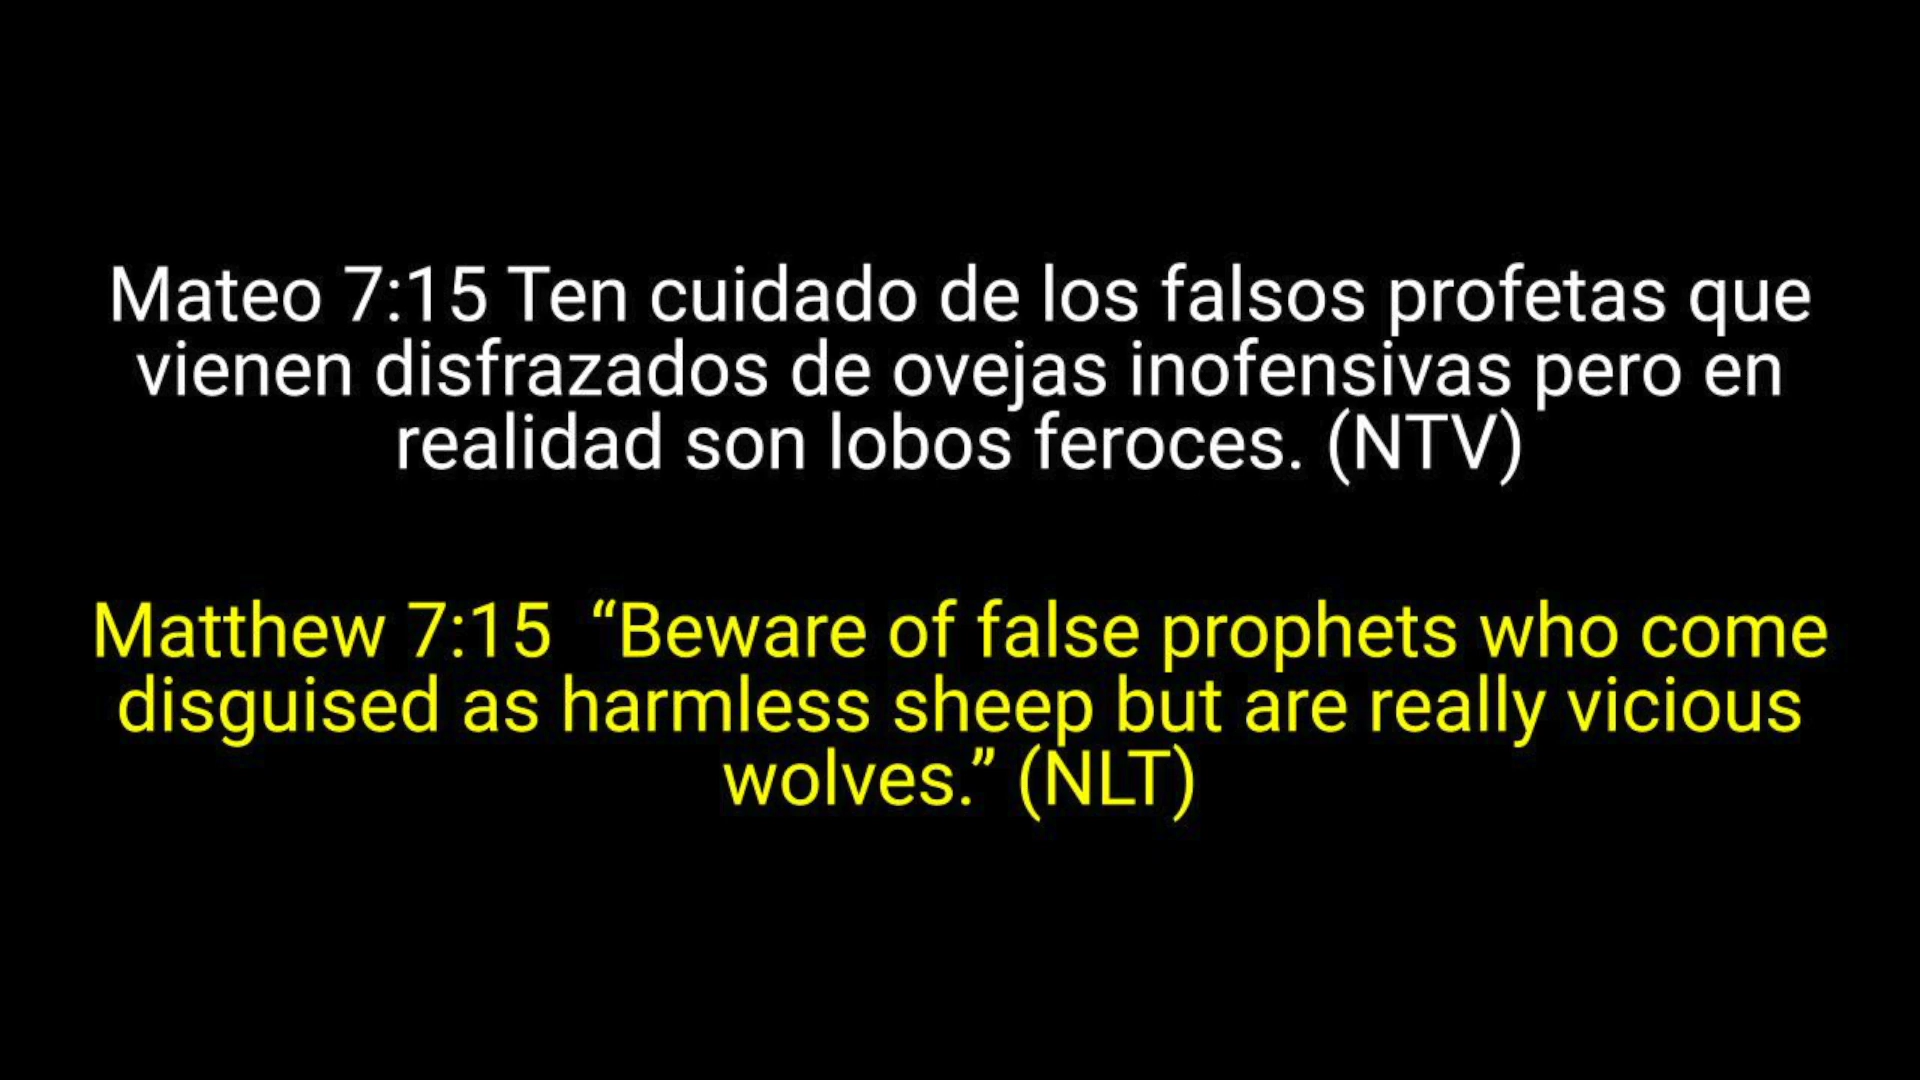 Mateo 7:15 Ten cuidado de los falsos profetas que
vienen disfrazados de ovejas inofensivas pero en
realidad son lobos feroces. (NTV)
Matthew 7:15  “Beware of false prophets who come
disguised as harmless sheep but are really vicious
wolves.” (NLT)